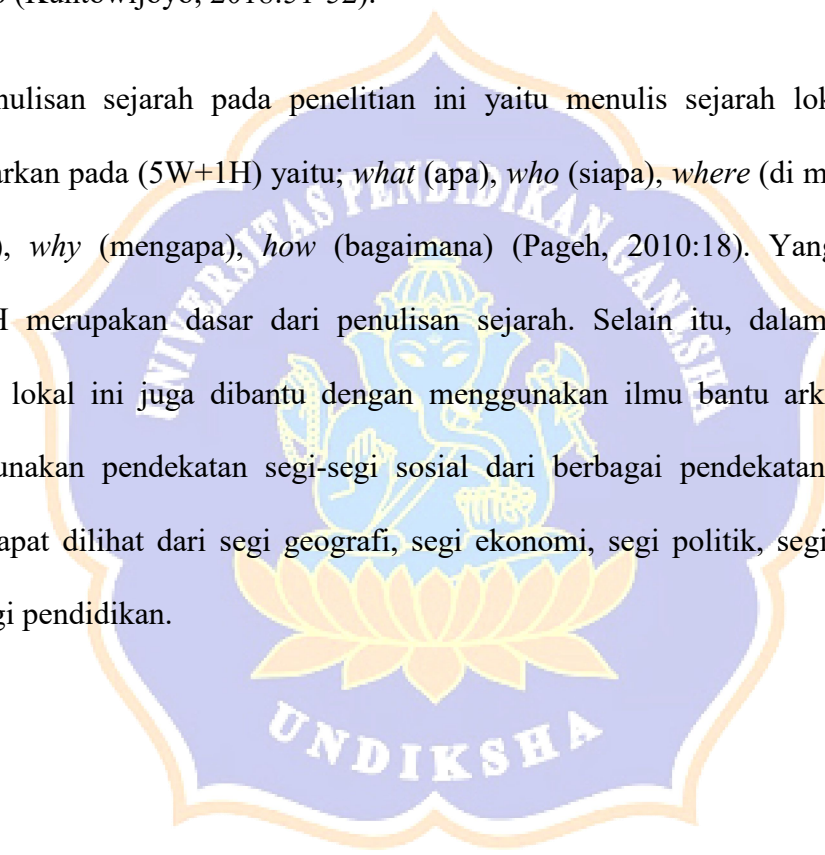 (Kuntowijoyo,
nulisan sejarah pada penelitian ini yaitu menulis sejarah lok
arkan pada (5W+1H) yaitu; what (apa), who (siapa), where (di m
), why (mengapa), how (bagaimana) (Pageh, 2010:18). Yang
H merupakan dasar dari penulisan sejarah. Selain itu, dalam
lokal ini juga dibantu dengan menggunakan ilmu bantu ark
unakan pendekatan segi-segi sosial dari berbagai pendekatan
apat dilihat dari segi geografi, segi ekonomi, segi politik, segi
gi pendidikan.
UNIVERSITAS PENDIDIKAN GANESHA
UNDIKSHA